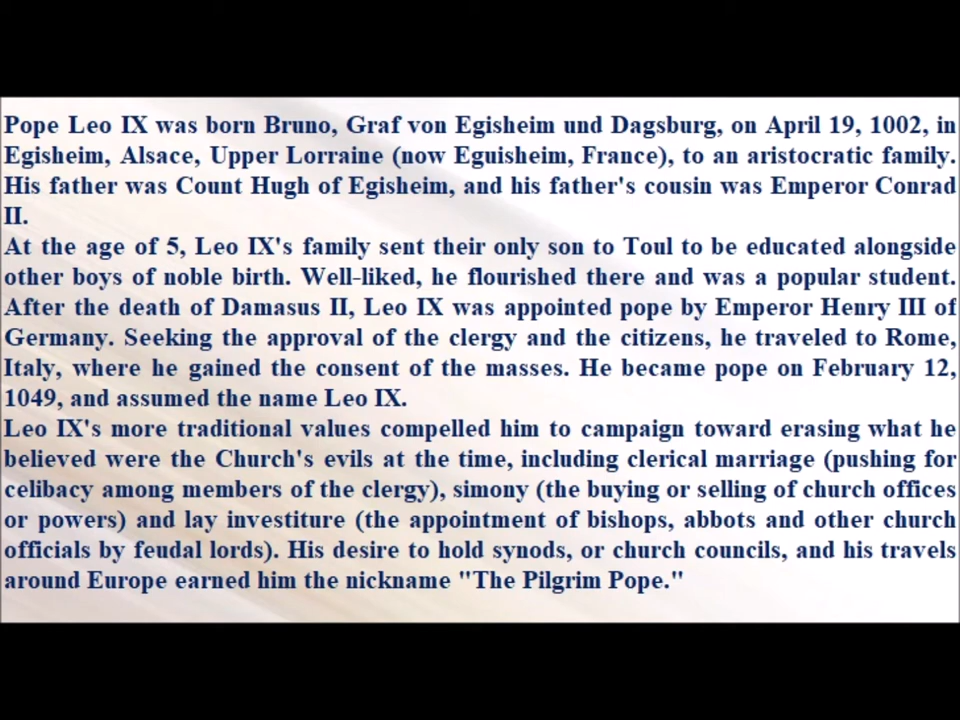 Pope Leo IX was born Bruno, Graf von Egisheim und Dagsburg, on April 19, 1002, in
Egisheim, Alsace, Upper Lorraine (now Eguisheim, France), to an aristocratic family.
His father was Count Hugh of Egisheim, and his father's cousin was Emperor Conrad
II.
At the age of 5, Leo IX's family sent their only son to Toul to be educated alongside
other boys of noble birth. Well-liked, he flourished there and was a popular student.
After the death of Damasus II, Leo IX was appointed pope by Emperor Henry III of
Germany. Seeking the approval of the clergy and the citizens, he traveled to Rome,
Italy, where he gained the consent of the masses. He became pope on February 12,
1049, and assumed the name Leo IX.
Leo IX's more traditional values compelled him to campaign toward erasing what he
believed were the Church's evils at the time, including clerical marriage (pushing for
celibacy among members of the clergy), simony (the buying or selling of church offices
or powers) and lay investiture (the appointment of bishops, abbots and other church
officials by feudal lords). His desire to hold synods, or church councils, and his travels
around Europe earned him the nickname "The Pilgrim Pope."